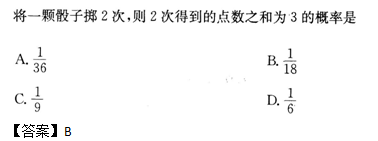 将一颗骰子掷 2 次,则 2 次得到的点数之和为 3 的概率是
A. 1/36 B. 1/18
C. 1/9 D. 1/6
【答案】B